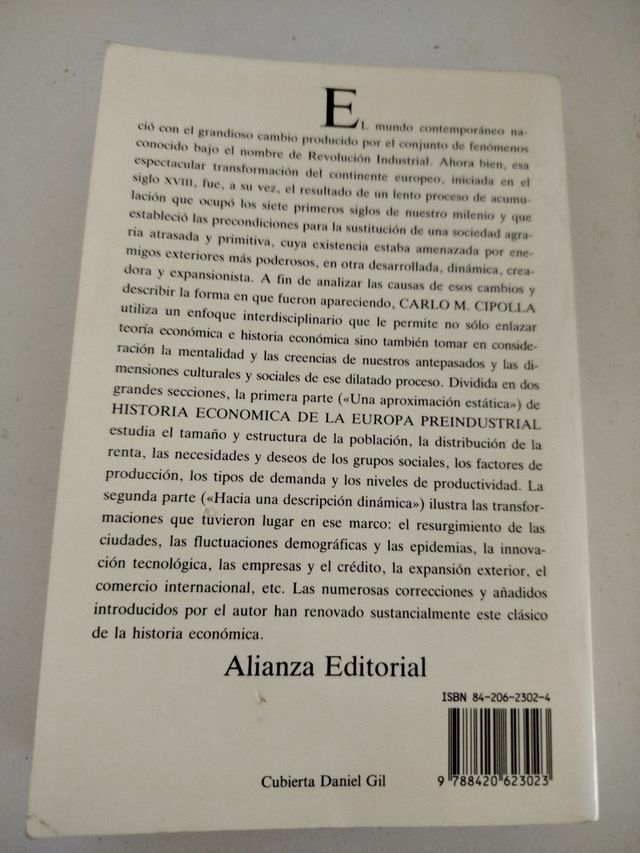 EL mundo contemporáneo na-
ció con el grandioso cambio producido por el conjunto de fenómenos
conocido bajo el nombre de Revolución Industrial. Ahora bien, esa
espectacular transformación del continente europeo, iniciada en el
siglo XVIII, fue, a su vez, el resultado de un lento proceso de acumu-
lación que ocupó los siete primeros siglos de nuestro milenio y que
estableció las precondiciones para la sustitución de una sociedad agra-
ria atrasada y primitiva, cuya existencia estaba amenazada por ene-
migos exteriores más poderosos, en otra desarrollada, dinámica, crea-
dora y expansionista. A fin de analizar las causas de esos cambios y
describir la forma en que fueron apareciendo, CARLO M. CIPOLLA
utiliza un enfoque interdisciplinario que le permite no sólo enlazar
teoría económica e historia económica sino también tomar en conside-
ración la mentalidad y las creencias de nuestros antepasados y las di-
mensiones culturales y sociales de ese dilatado proceso. Dividida en dos
grandes secciones, la primera parte («Una aproximación estática») de
HISTORIA ECONOMICA DE LA EUROPA PREINDUSTRIAL
estudia el tamaño y estructura de la población, la distribución de la
renta, las necesidades y deseos de los grupos sociales, los factores de
producción, los tipos de demanda y los niveles de productividad. La
segunda parte («Hacia una descripción dinámica») ilustra las transfor-
maciones que tuvieron lugar en ese marco: el resurgimiento de las
ciudades, las fluctuaciones demográficas y las epidemias, la innova-
ción tecnológica, las empresas y el crédito, la expansión exterior, el
comercio internacional, etc. Las numerosas correcciones y añadidos
introducidos por el autor han renovado sustancialmente este clásico
de la historia económica.
Alianza Editorial
ISBN 84-206-2302-4
Cubierta Daniel Gil
9 788420 623023